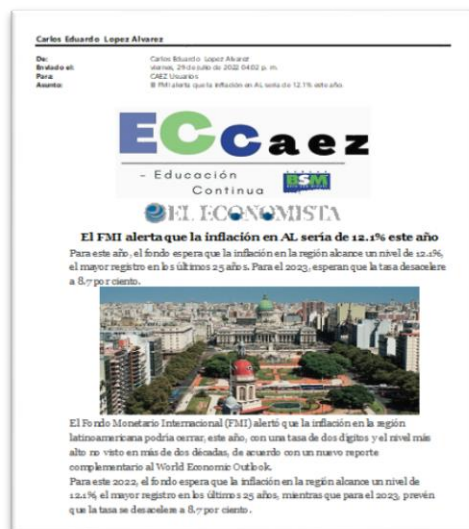 Carlos Eduardo Lopez Alvarez
De: Carlos Eduardo Lopez Alvarez
Enviado el: viernes, 29 de julio de 2022 04:02 p. m.
Para: CAEZ Usuarios
Asunto: El FMI alerta que la inflación en AL sería de 12.1% este año.
ECCaez
– Educación
Continua
BSM
EL ECONOMISTA
El FMI alerta que la inflación en AL sería de 12.1% este año
Para este año, el fondo espera que la inflación en la región alcance un nivel de 12.1%,
el mayor registro en los últimos 25 años. Para el 2023, esperan que la tasa desacelere
a 8.7 por ciento.
El Fondo Monetario Internacional (FMI) alertó que la inflación en la región
latinoamericana podría cerrar, este año, con una tasa de dos dígitos y el nivel más
alto no visto en más de dos décadas, de acuerdo con un nuevo reporte
complementario al World Economic Outlook.
Para este 2022, el fondo espera que la inflación en la región alcance un nivel de
12.1%, el mayor registro en los últimos 25 años, mientras que para el 2023, prevén
que la tasa se desacelere a 8.7 por ciento.